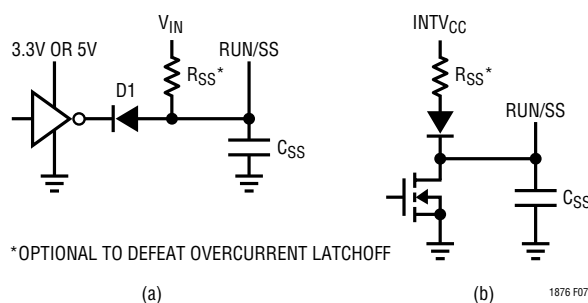 V_IN
INTV_CC
3.3V OR 5V
D1
R_SS*
RUN/SS
R_SS*
RUN/SS
C_SS
C_SS
*OPTIONAL TO DEFEAT OVERCURRENT LATCHOFF
(a)
(b)
1876 F07